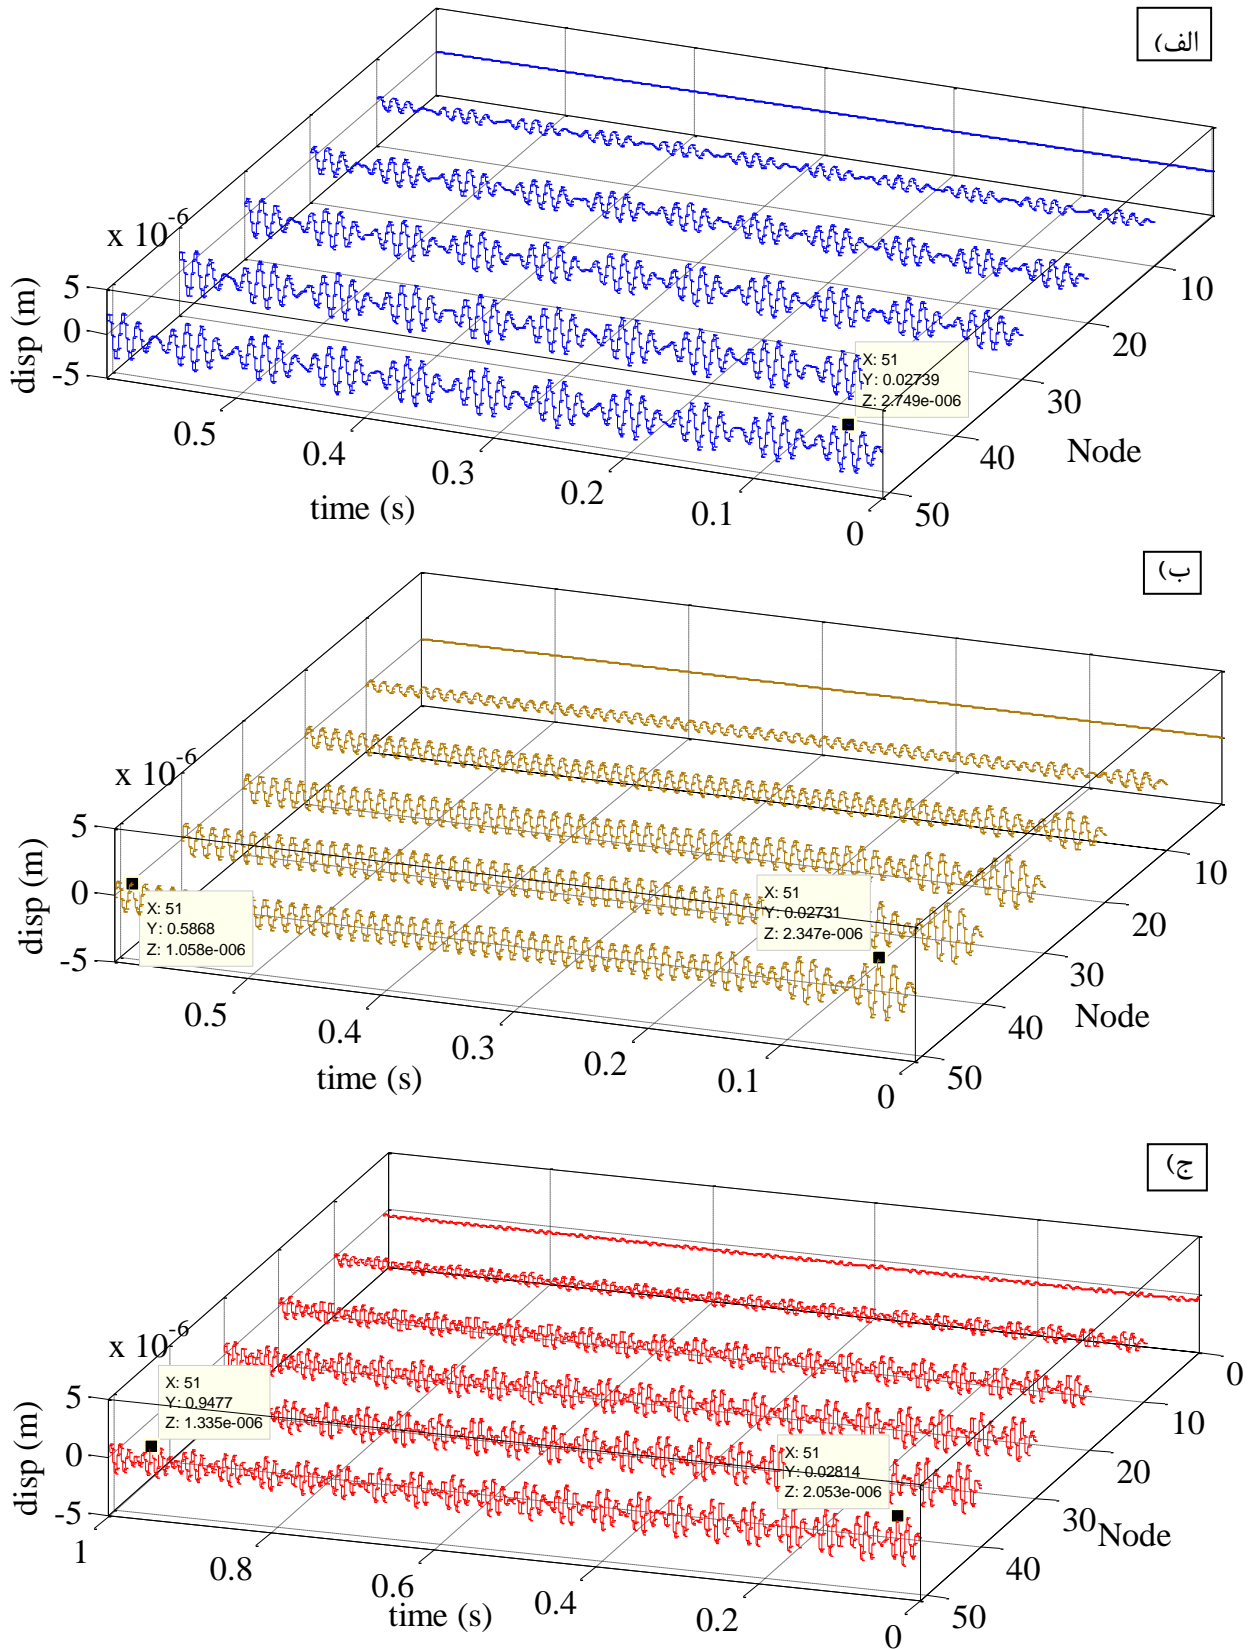 الف)
x 10^-6
5
0
-5
disp (m)
X: 51
Y: 0.02739
Z: 2.749e-006
0.5
0.4
0.3
0.2
0.1
0
time (s)
10
20
30
40
50
Node
ب)
x 10^-6
5
0
-5
disp (m)
X: 51
Y: 0.5868
Z: 1.058e-006
X: 51
Y: 0.02731
Z: 2.347e-006
0.5
0.4
0.3
0.2
0.1
0
time (s)
10
20
30
40
50
Node
ج)
x 10^-6
5
0
-5
disp (m)
X: 51
Y: 0.9477
Z: 1.335e-006
X: 51
Y: 0.02814
Z: 2.053e-006
1
0.8
0.6
0.4
0.2
0
time (s)
0
10
20
30
40
50
Node